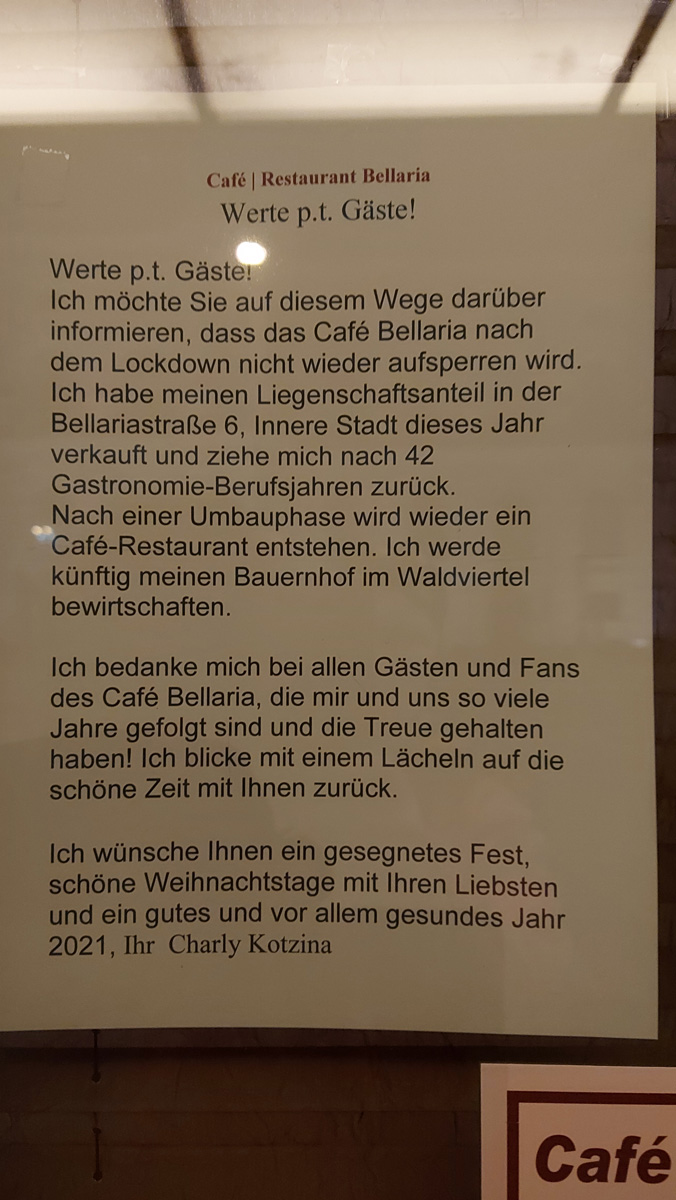 Café | Restaurant Bellaria
Werte p.t. Gäste!
Werte p.t. Gäste!
Ich möchte Sie auf diesem Wege darüber
informieren, dass das Café Bellaria nach
dem Lockdown nicht wieder aufsperren wird.
Ich habe meinen Liegenschaftsanteil in der
Bellariastraße 6, Innere Stadt dieses Jahr
verkauft und ziehe mich nach 42
Gastronomie-Berufsjahren zurück.
Nach einer Umbauphase wird wieder ein
Café-Restaurant entstehen. Ich werde
künftig meinen Bauernhof im Waldviertel
bewirtschaften.
Ich bedanke mich bei allen Gästen und Fans
des Café Bellaria, die mir und uns so viele
Jahre gefolgt sind und die Treue gehalten
haben! Ich blicke mit einem Lächeln auf die
schöne Zeit mit Ihnen zurück.
Ich wünsche Ihnen ein gesegnetes Fest,
schöne Weihnachtstage mit Ihren Liebsten
und ein gutes und vor allem gesundes Jahr
2021, Ihr Charly Kotzina
Café